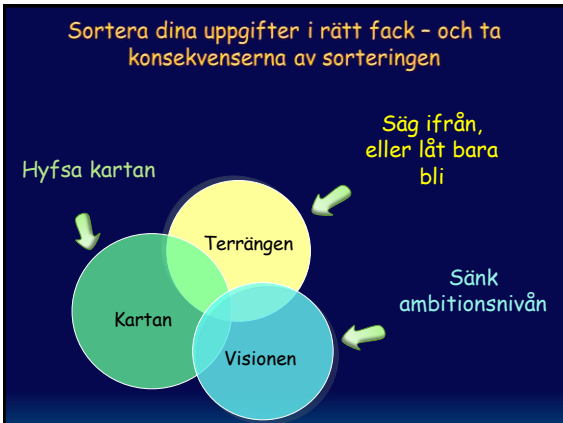 Sortera dina uppgifter i rätt fack – och ta
konsekvenserna av sorteringen
Säg ifrån,
eller låt bara
bli
Hyfsa kartan
Terrängen
Sänk
ambitionsnivån
Kartan
Visionen